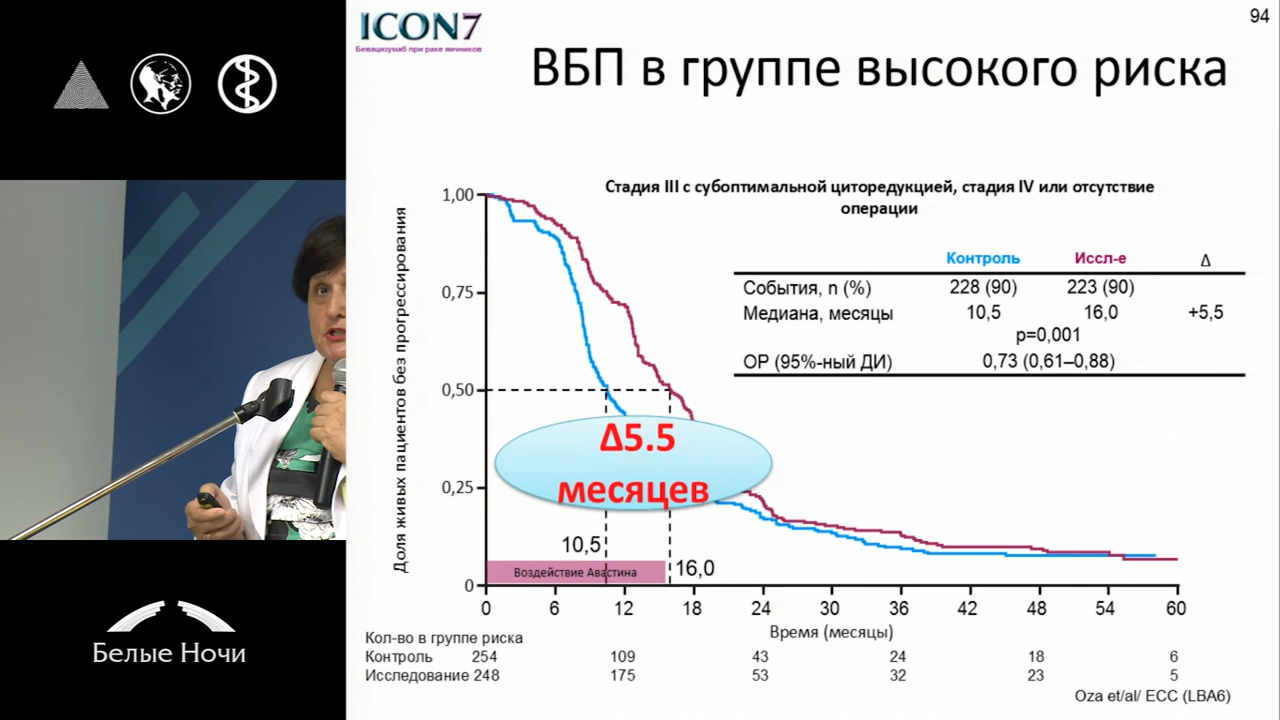 ICON7
Бевацизумаб при раке яичников
94
ВБП в группе высокого риска
Стадия III с субоптимальной циторедукцией, стадия IV или отсутствие
операции
Контроль Иссл-е Δ
События, n (%) 228 (90) 223 (90)
Медиана, месяцы 10,5 16,0 +5,5
p=0,001
ОР (95%-ный ДИ) 0,73 (0,61–0,88)
Доля живых пациентов без прогрессирования
1,00
0,75
0,50
0,25
0
Δ5.5
месяцев
10,5
16,0
Воздействие Авастина
0 6 12 18 24 30 36 42 48 54 60
Время (месяцы)
Кол-во в группе риска
Контроль 254 109 43 24 18 6
Исследование 248 175 53 32 23 5
Oza et/al/ ECC (LBA6)
Белые Ночи